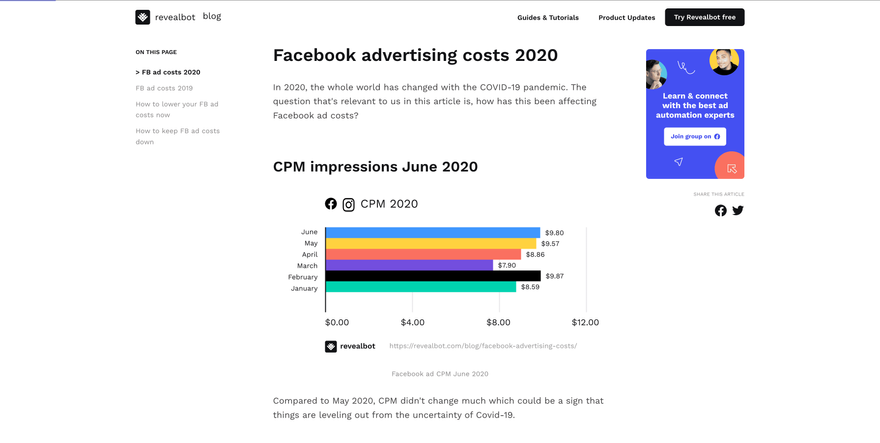 revealbot blog
Guides & Tutorials
Product Updates
Try Revealbot free
ON THIS PAGE
> FB ad costs 2020
FB ad costs 2019
How to lower your FB ad
costs now
How to keep FB ad costs
down
Facebook advertising costs 2020
In 2020, the whole world has changed with the COVID-19 pandemic. The
question that's relevant to us in this article is, how has this been affecting
Facebook ad costs?
CPM impressions June 2020
CPM 2020
June $9.80
May $9.57
April $8.86
March $7.90
February $9.87
January $8.59
$0.00 $4.00 $8.00 $12.00
revealbot https://revealbot.com/blog/facebook-advertising-costs/
Facebook ad CPM June 2020
Compared to May 2020, CPM didn't change much which could be a sign that
things are leveling out from the uncertainty of Covid-19.
Learn & connect
with the best ad
automation experts
Join group on
SHARE THIS ARTICLE